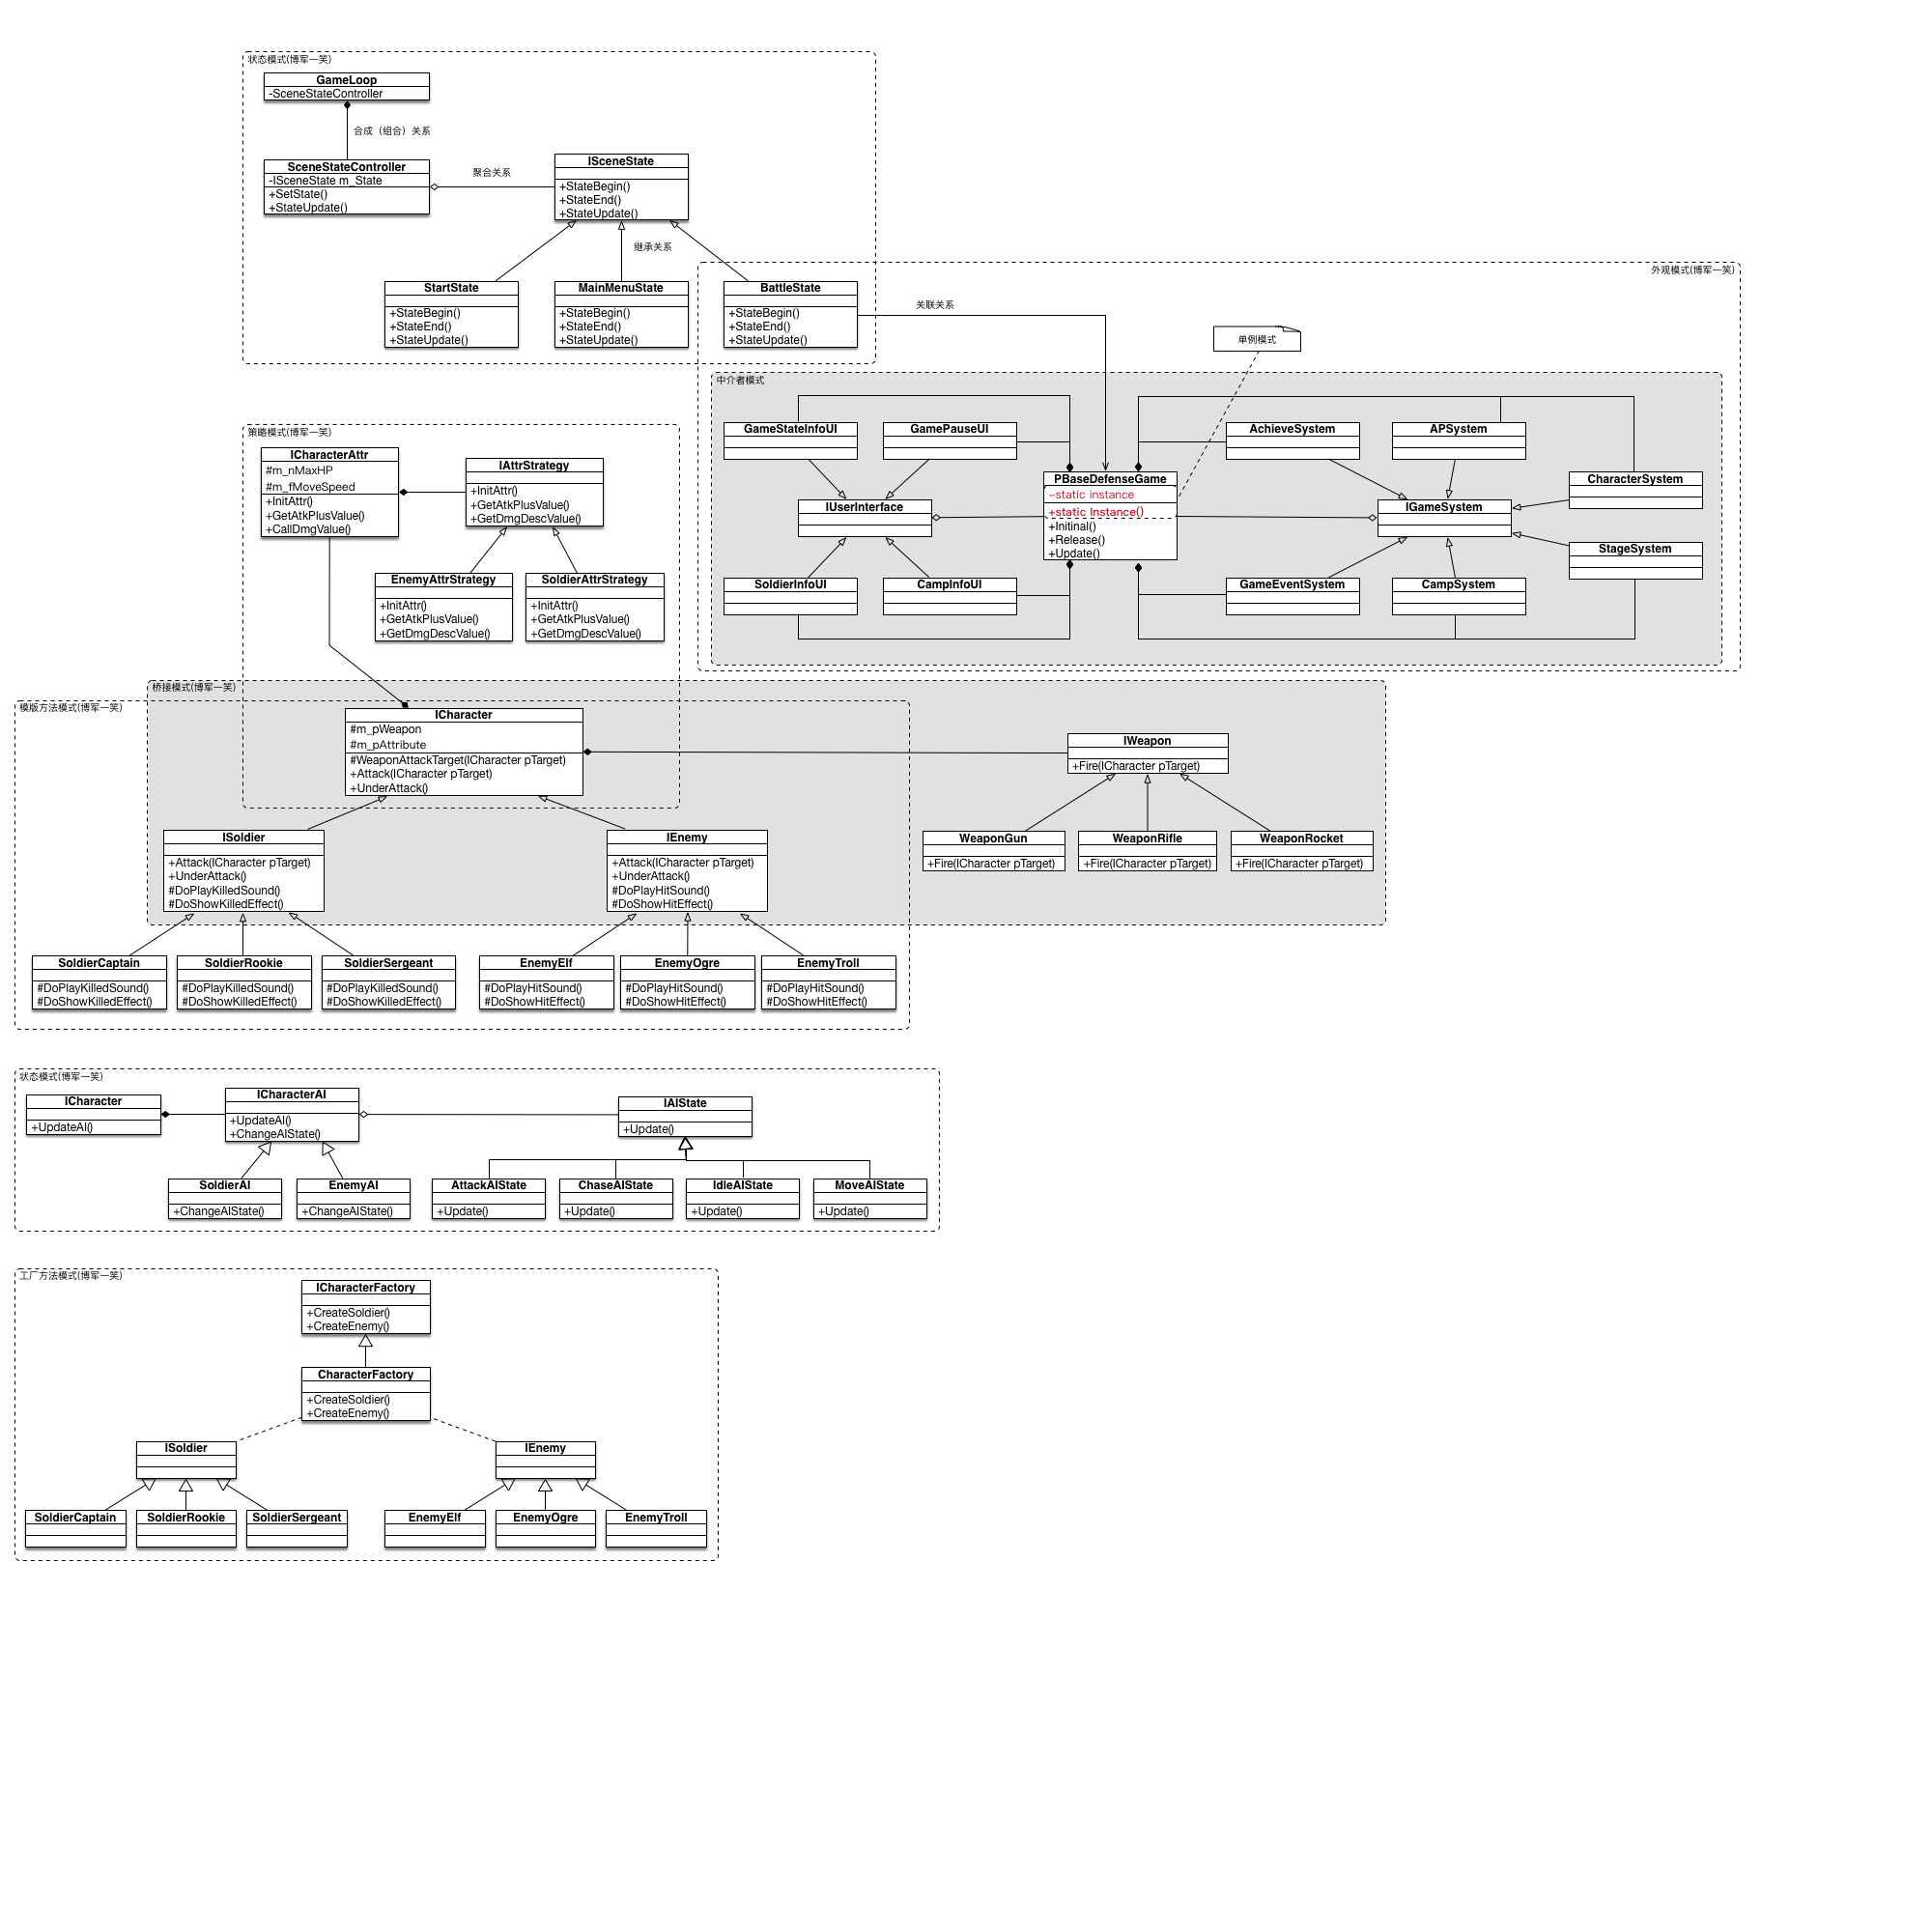 状态模式(博军一笑)
GameLoop
-SceneStateController
合成（组合）关系
SceneStateController
-ISceneState m_State
+SetState()
+StateUpdate()
聚合关系
ISceneState
+StateBegin()
+StateEnd()
+StateUpdate()
继承关系
StartState
+StateBegin()
+StateEnd()
+StateUpdate()
MainMenuState
+StateBegin()
+StateEnd()
+StateUpdate()
BattleState
+StateBegin()
+StateEnd()
+StateUpdate()
外观模式(博军一笑)
关联关系
单例模式
中介者模式
GameStateInfoUI
GamePauseUI
IUserInterface
SoldierInfoUI
CampInfoUI
PBaseDefenseGame
-static instance
+static Instance()
+Initinal()
+Release()
+Update()
AchieveSystem
APSystem
CharacterSystem
IGameSystem
StageSystem
GameEventSystem
CampSystem
策略模式(博军一笑)
ICharacterAttr
#m_nMaxHP
#m_fMoveSpeed
+InitAttr()
+GetAtkPlusValue()
+CallDmgValue()
IAttrStrategy
+InitAttr()
+GetAtkPlusValue()
+GetDmgDescValue()
EnemyAttrStrategy
+InitAttr()
+GetAtkPlusValue()
+GetDmgDescValue()
SoldierAttrStrategy
+InitAttr()
+GetAtkPlusValue()
+GetDmgDescValue()
桥接模式(博军一笑)
模版方法模式(博军一笑)
ICharacter
#m_pWeapon
#m_pAttribute
#WeaponAttackTarget(ICharacter pTarget)
+Attack(ICharacter pTarget)
+UnderAttack()
IWeapon
+Fire(ICharacter pTarget)
WeaponGun
+Fire(ICharacter pTarget)
WeaponRifle
+Fire(ICharacter pTarget)
WeaponRocket
+Fire(ICharacter pTarget)
ISoldier
+Attack(ICharacter pTarget)
+UnderAttack()
#DoPlayKilledSound()
#DoShowKilledEffect()
IEnemy
+Attack(ICharacter pTarget)
+UnderAttack()
#DoPlayHitSound()
#DoShowHitEffect()
SoldierCaptain
#DoPlayKilledSound()
#DoShowKilledEffect()
SoldierRookie
#DoPlayKilledSound()
#DoShowKilledEffect()
SoldierSergeant
#DoPlayKilledSound()
#DoShowKilledEffect()
EnemyElf
#DoPlayHitSound()
#DoShowHitEffect()
EnemyOgre
#DoPlayHitSound()
#DoShowHitEffect()
EnemyTroll
#DoPlayHitSound()
#DoShowHitEffect()
状态模式(博军一笑)
ICharacter
+UpdateAI()
ICharacterAI
+UpdateAI()
+ChangeAIState()
IAIState
+Update()
SoldierAI
+ChangeAIState()
EnemyAI
+ChangeAIState()
AttackAIState
+Update()
ChaseAIState
+Update()
IdleAIState
+Update()
MoveAIState
+Update()
工厂方法模式(博军一笑)
ICharacterFactory
+CreateSoldier()
+CreateEnemy()
CharacterFactory
+CreateSoldier()
+CreateEnemy()
ISoldier
IEnemy
SoldierCaptain
SoldierRookie
SoldierSergeant
EnemyElf
EnemyOgre
EnemyTroll